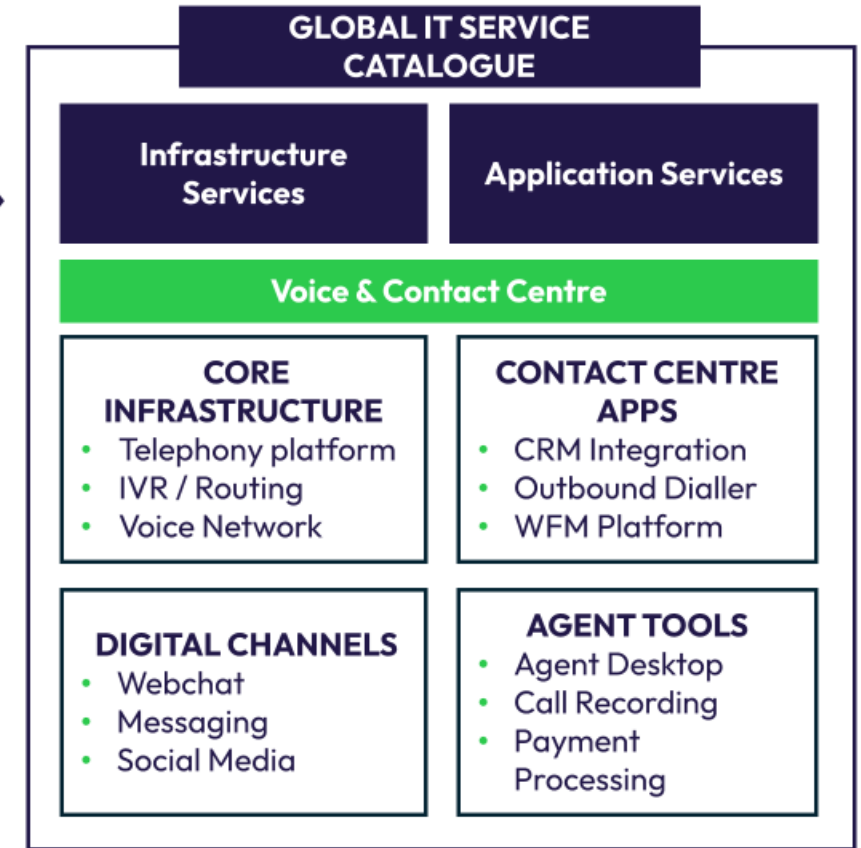 GLOBAL IT SERVICE
CATALOGUE
Infrastructure
Services
Application Services
Voice & Contact Centre
CORE
INFRASTRUCTURE
• Telephony platform
• IVR / Routing
• Voice Network
CONTACT CENTRE
APPS
• CRM Integration
• Outbound Dialler
• WFM Platform
DIGITAL CHANNELS
• Webchat
• Messaging
• Social Media
AGENT TOOLS
• Agent Desktop
• Call Recording
• Payment
Processing